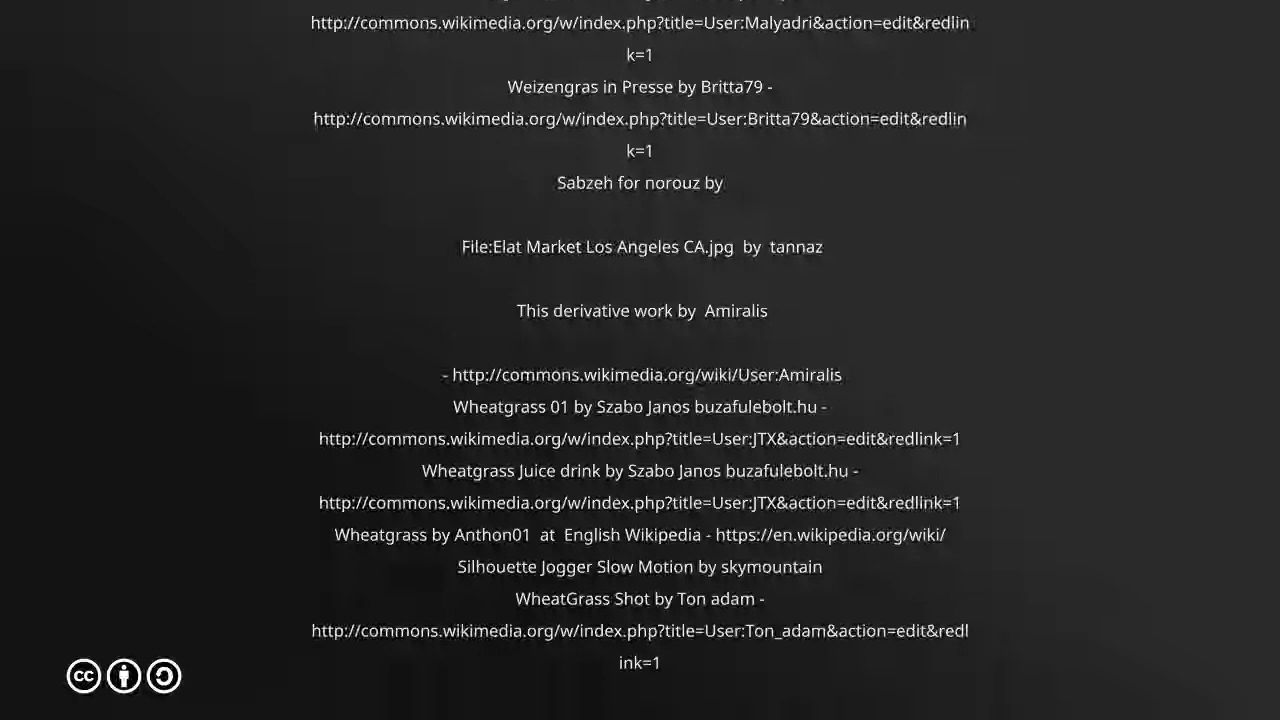 http://commons.wikimedia.org/w/index.php?title=User:Malyadri&action=edit&redlin
k=1
Weizengras in Presse by Britta79 -
http://commons.wikimedia.org/w/index.php?title=User:Britta79&action=edit&redlin
k=1
Sabzeh for norouz by
File:Elat Market Los Angeles CA.jpg  by  tannaz
This derivative work by  Amiralis
- http://commons.wikimedia.org/wiki/User:Amiralis
Wheatgrass 01 by Szabo Janos buzafulebolt.hu -
http://commons.wikimedia.org/w/index.php?title=User:JTX&action=edit&redlink=1
Wheatgrass Juice drink by Szabo Janos buzafulebolt.hu -
http://commons.wikimedia.org/w/index.php?title=User:JTX&action=edit&redlink=1
Wheatgrass by Anthon01  at  English Wikipedia - https://en.wikipedia.org/wiki/
Silhouette Jogger Slow Motion by skymountain
WheatGrass Shot by Ton adam -
http://commons.wikimedia.org/w/index.php?title=User:Ton_adam&action=edit&redl
ink=1
cc